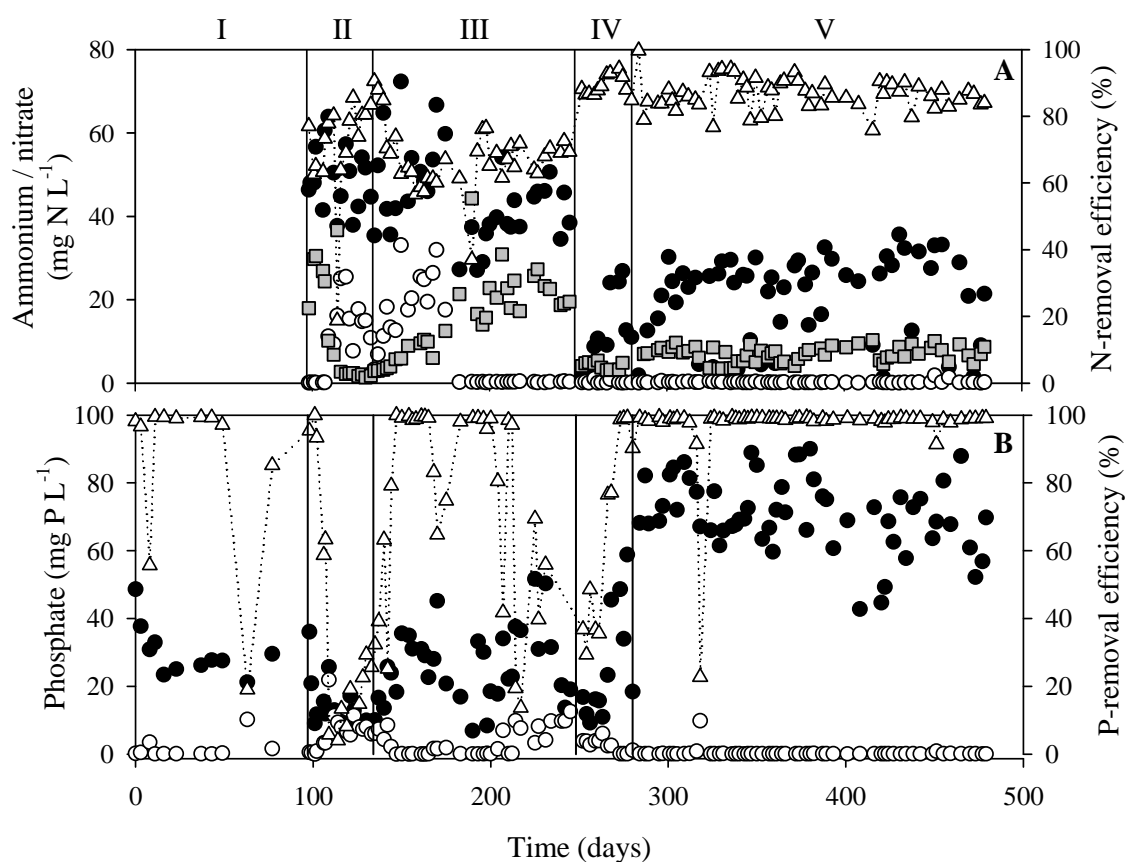 I II III IV V
80 100
A
60 80
60
40
40
20
20
0 0
Ammonium / nitrate
(mg N L⁻¹)
N-removal efficiency (%)
100 100
B
80 80
60 60
40 40
20 20
0 0
Phosphate (mg P L⁻¹)
P-removal efficiency (%)
0 100 200 300 400 500
Time (days)